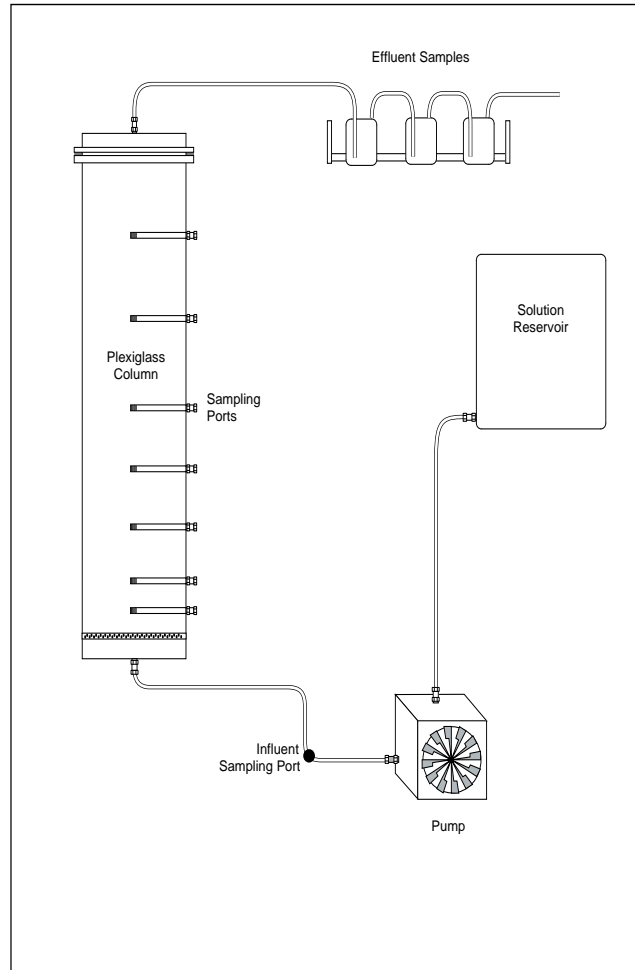 Effluent Samples
Solution
Reservoir
Plexiglass
Column
Sampling
Ports
Influent
Sampling Port
Pump